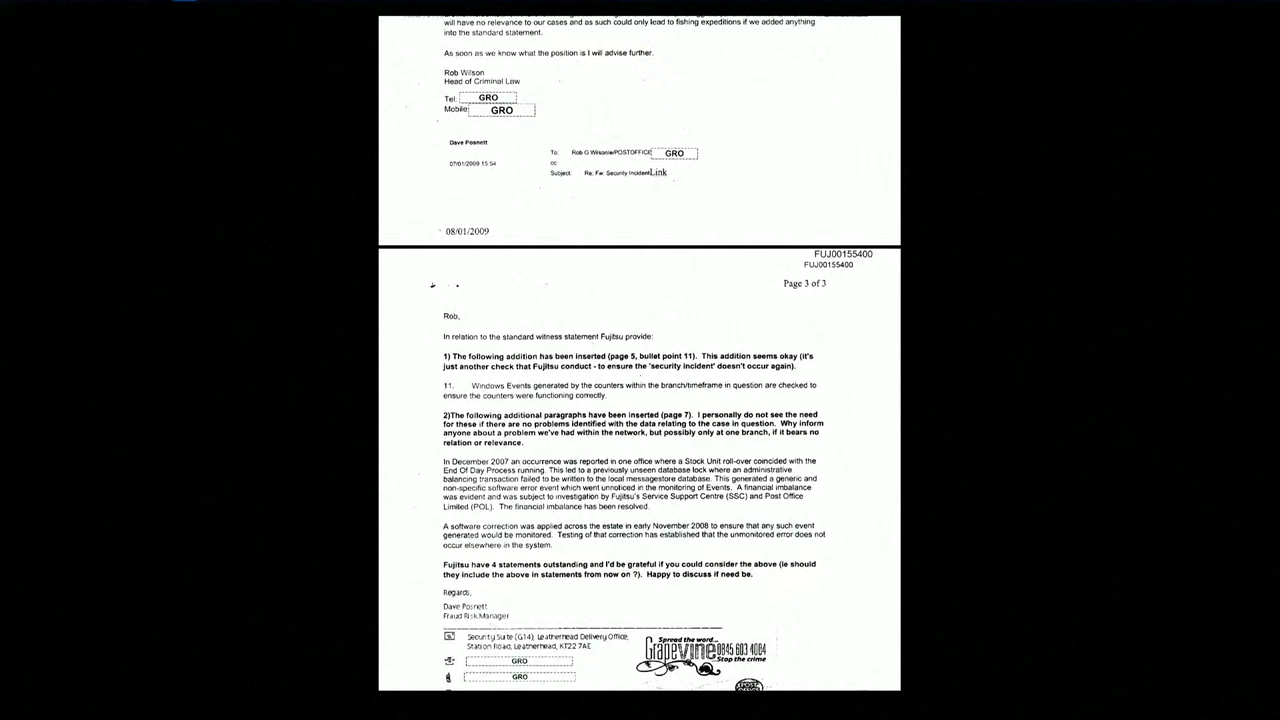 will have no relevance to our cases and as such could only lead to fishing expeditions if we added anything
into the standard statement.
As soon as we know what the position is I will advise further.
Rob Wilson
Head of Criminal Law
Tel: GRO
Mobile: GRO
Dave Posnett
To: Rob G Wilson/e/POSTOFFICE GRO
07/01/2009 15:54
cc:
Subject: Re: Fw: Security Incident Link
08/01/2009
FUJ00155400
FUJ00155400
Page 3 of 3
Rob,
In relation to the standard witness statement Fujitsu provide:
1) The following addition has been inserted (page 5, bullet point 11). This addition seems okay (it's
just another check that Fujitsu conduct - to ensure the 'security incident' doesn't occur again).
11. Windows Events generated by the counters within the branch/timeframe in question are checked to
ensure the counters were functioning correctly.
2)The following additional paragraphs have been inserted (page 7). I personally do not see the need
for these if there are no problems identified with the data relating to the case in question. Why inform
anyone about a problem we've had within the network, but possibly only at one branch, if it bears no
relation or relevance.
In December 2007 an occurrence was reported in one office where a Stock Unit roll-over coincided with the
End Of Day Process running. This led to a previously unseen database lock where an administrative
balancing transaction failed to be written to the local messagestore database. This generated a generic and
non-specific software error event which went unnoticed in the monitoring of Events. A financial imbalance
was evident and was subject to investigation by Fujitsu's Service Support Centre (SSC) and Post Office
Limited (POL). The financial imbalance has been resolved.
A software correction was applied across the estate in early November 2008 to ensure that any such event
generated would be monitored. Testing of that correction has established that the unmonitored error does not
occur elsewhere in the system.
Fujitsu have 4 statements outstanding and I'd be grateful if you could consider the above (ie should
they include the above in statements from now on ?). Happy to discuss if need be.
Regards,
Dave Posnett
Fraud Risk Manager
Security Suite (G14), Leatherhead Delivery Office,
Station Road, Leatherhead, KT22 7AE
GRO
GRO
Spread the word...
Grapevine 0845 603 4004
Stop the crime
POST